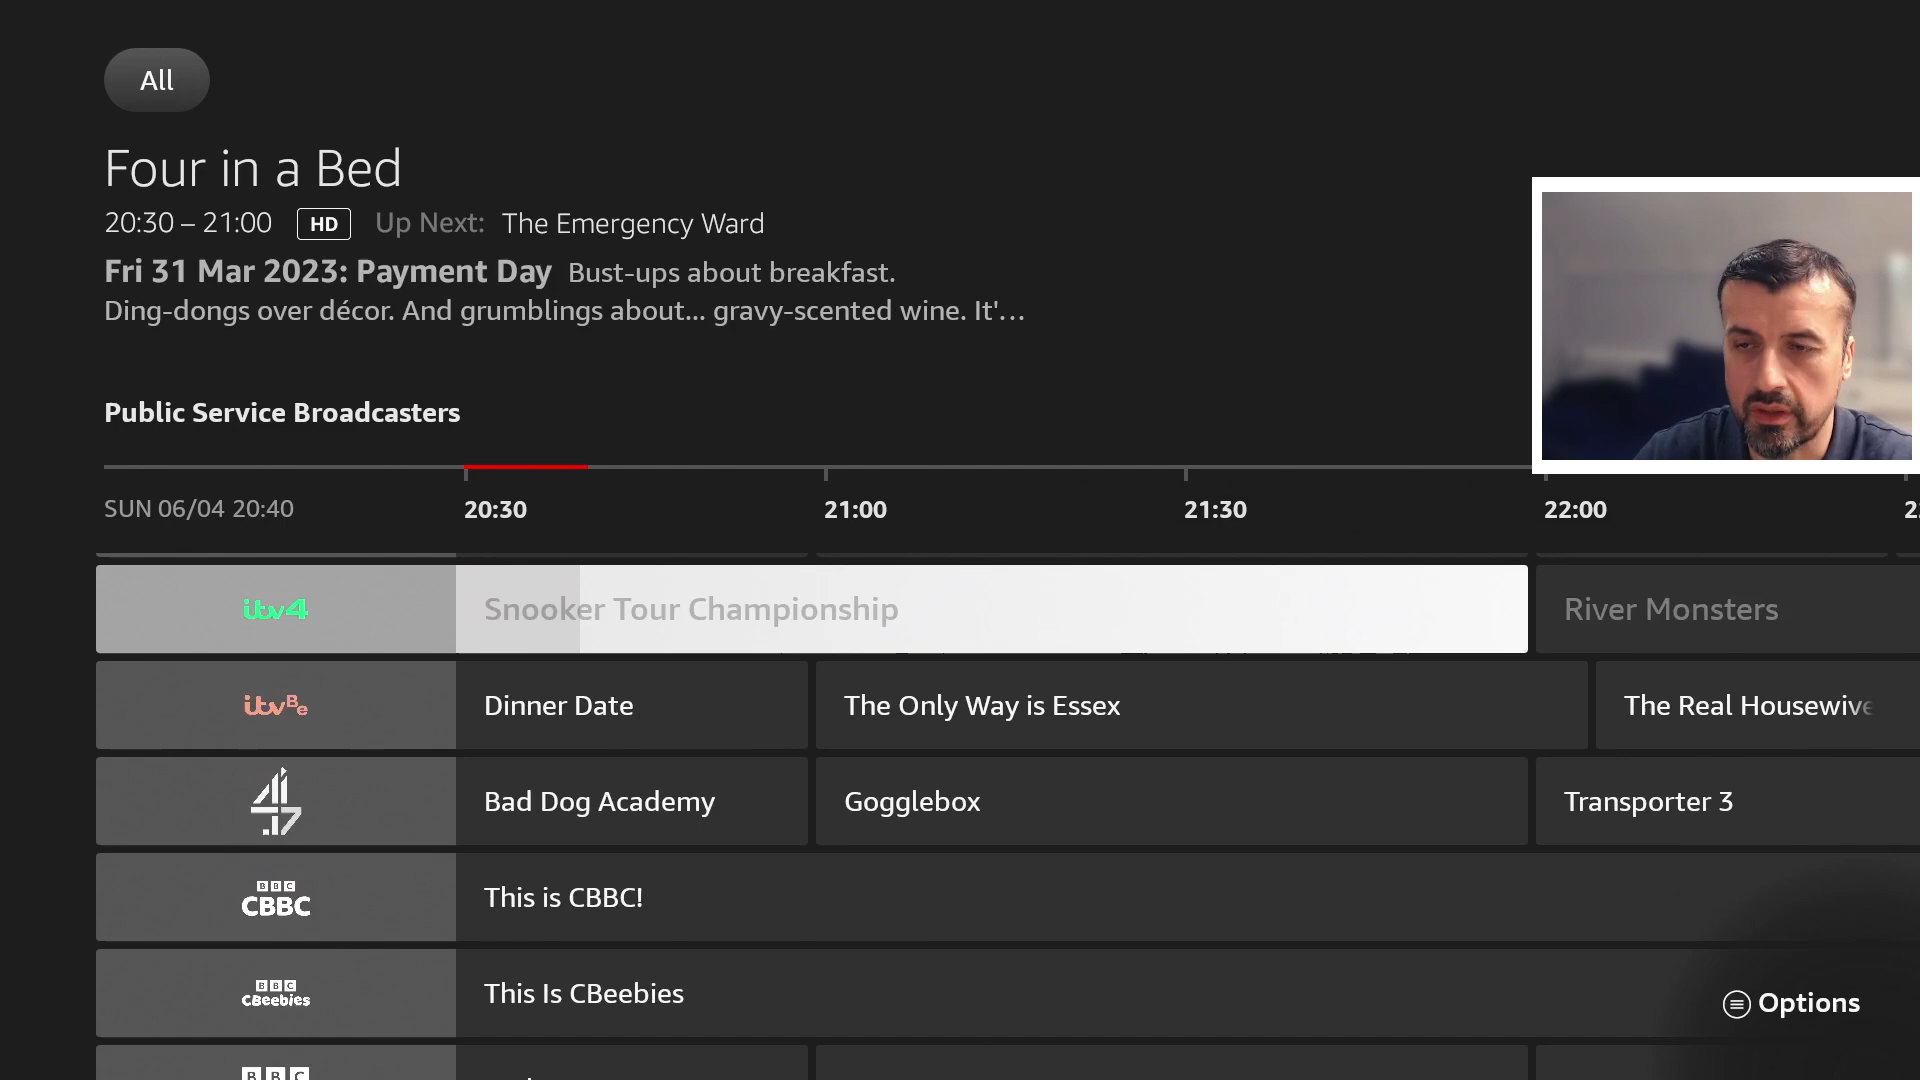 All
Four in a Bed
20:30 – 21:00 HD Up Next: The Emergency Ward
Fri 31 Mar 2023: Payment Day Bust-ups about breakfast.
Ding-dongs over décor. And grumblings about... gravy-scented wine. It'...
Public Service Broadcasters
SUN 06/04 20:40 20:30 21:00 21:30 22:00
itv4 Snooker Tour Championship River Monsters
itvBe Dinner Date The Only Way is Essex The Real Housewive
4.17 Bad Dog Academy Gogglebox Transporter 3
BBC CBBC This is CBBC!
BBC CBeebies This Is CBeebies
Options
BBC